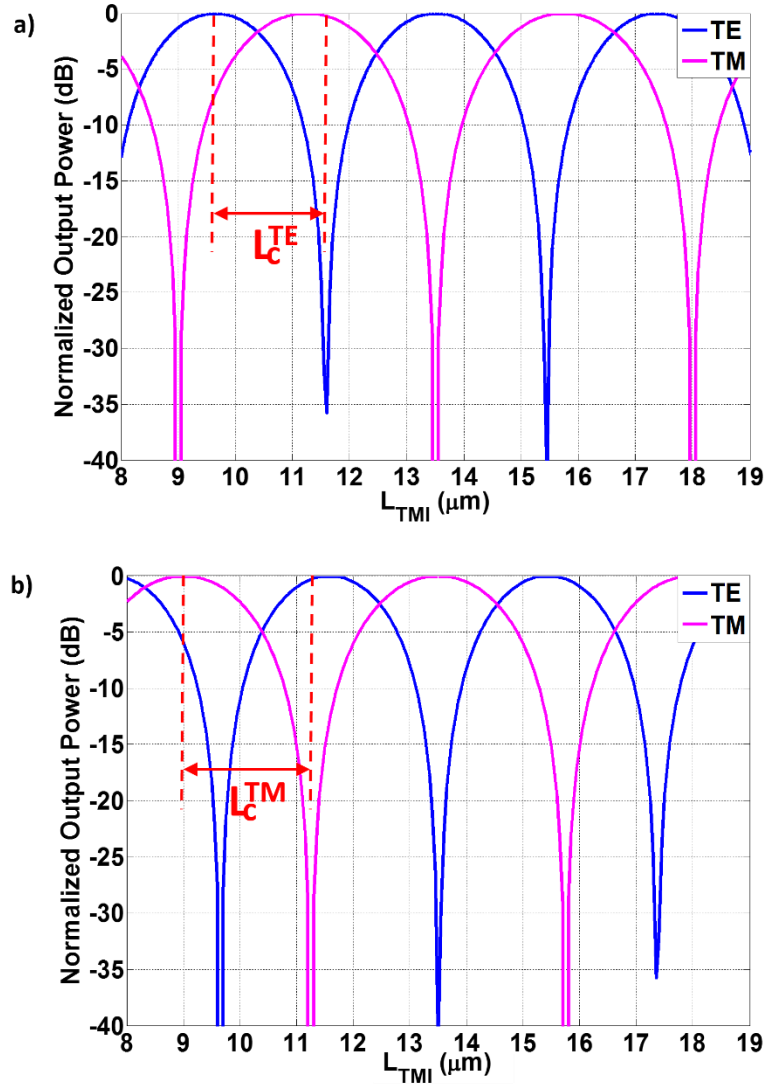 a)
Normalized Output Power (dB)
0
-5
-10
-15
-20
-25
-30
-35
-40
TE
TM
L_C^TE
8 9 10 11 12 13 14 15 16 17 18 19
L_TMI (μm)
b)
Normalized Output Power (dB)
0
-5
-10
-15
-20
-25
-30
-35
-40
TE
TM
L_C^TM
8 9 10 11 12 13 14 15 16 17 18 19
L_TMI (μm)